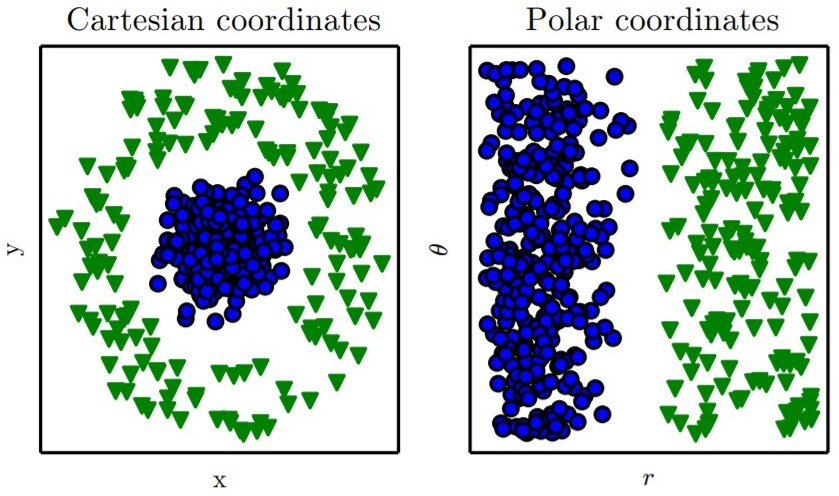 Cartesian coordinates
y
x
Polar coordinates
θ
r